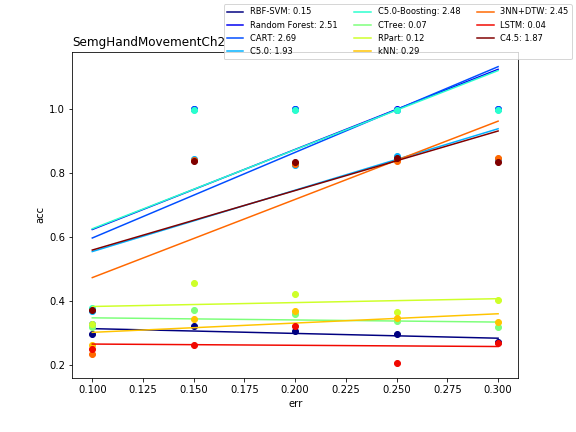 RBF-SVM: 0.15
Random Forest: 2.51
CART: 2.69
C5.0: 1.93
C5.0-Boosting: 2.48
CTree: 0.07
RPart: 0.12
kNN: 0.29
3NN+DTW: 2.45
LSTM: 0.04
C4.5: 1.87
SemgHandMovementCh2
acc
1.0
0.8
0.6
0.4
0.2
0.100 0.125 0.150 0.175 0.200 0.225 0.250 0.275 0.300
err